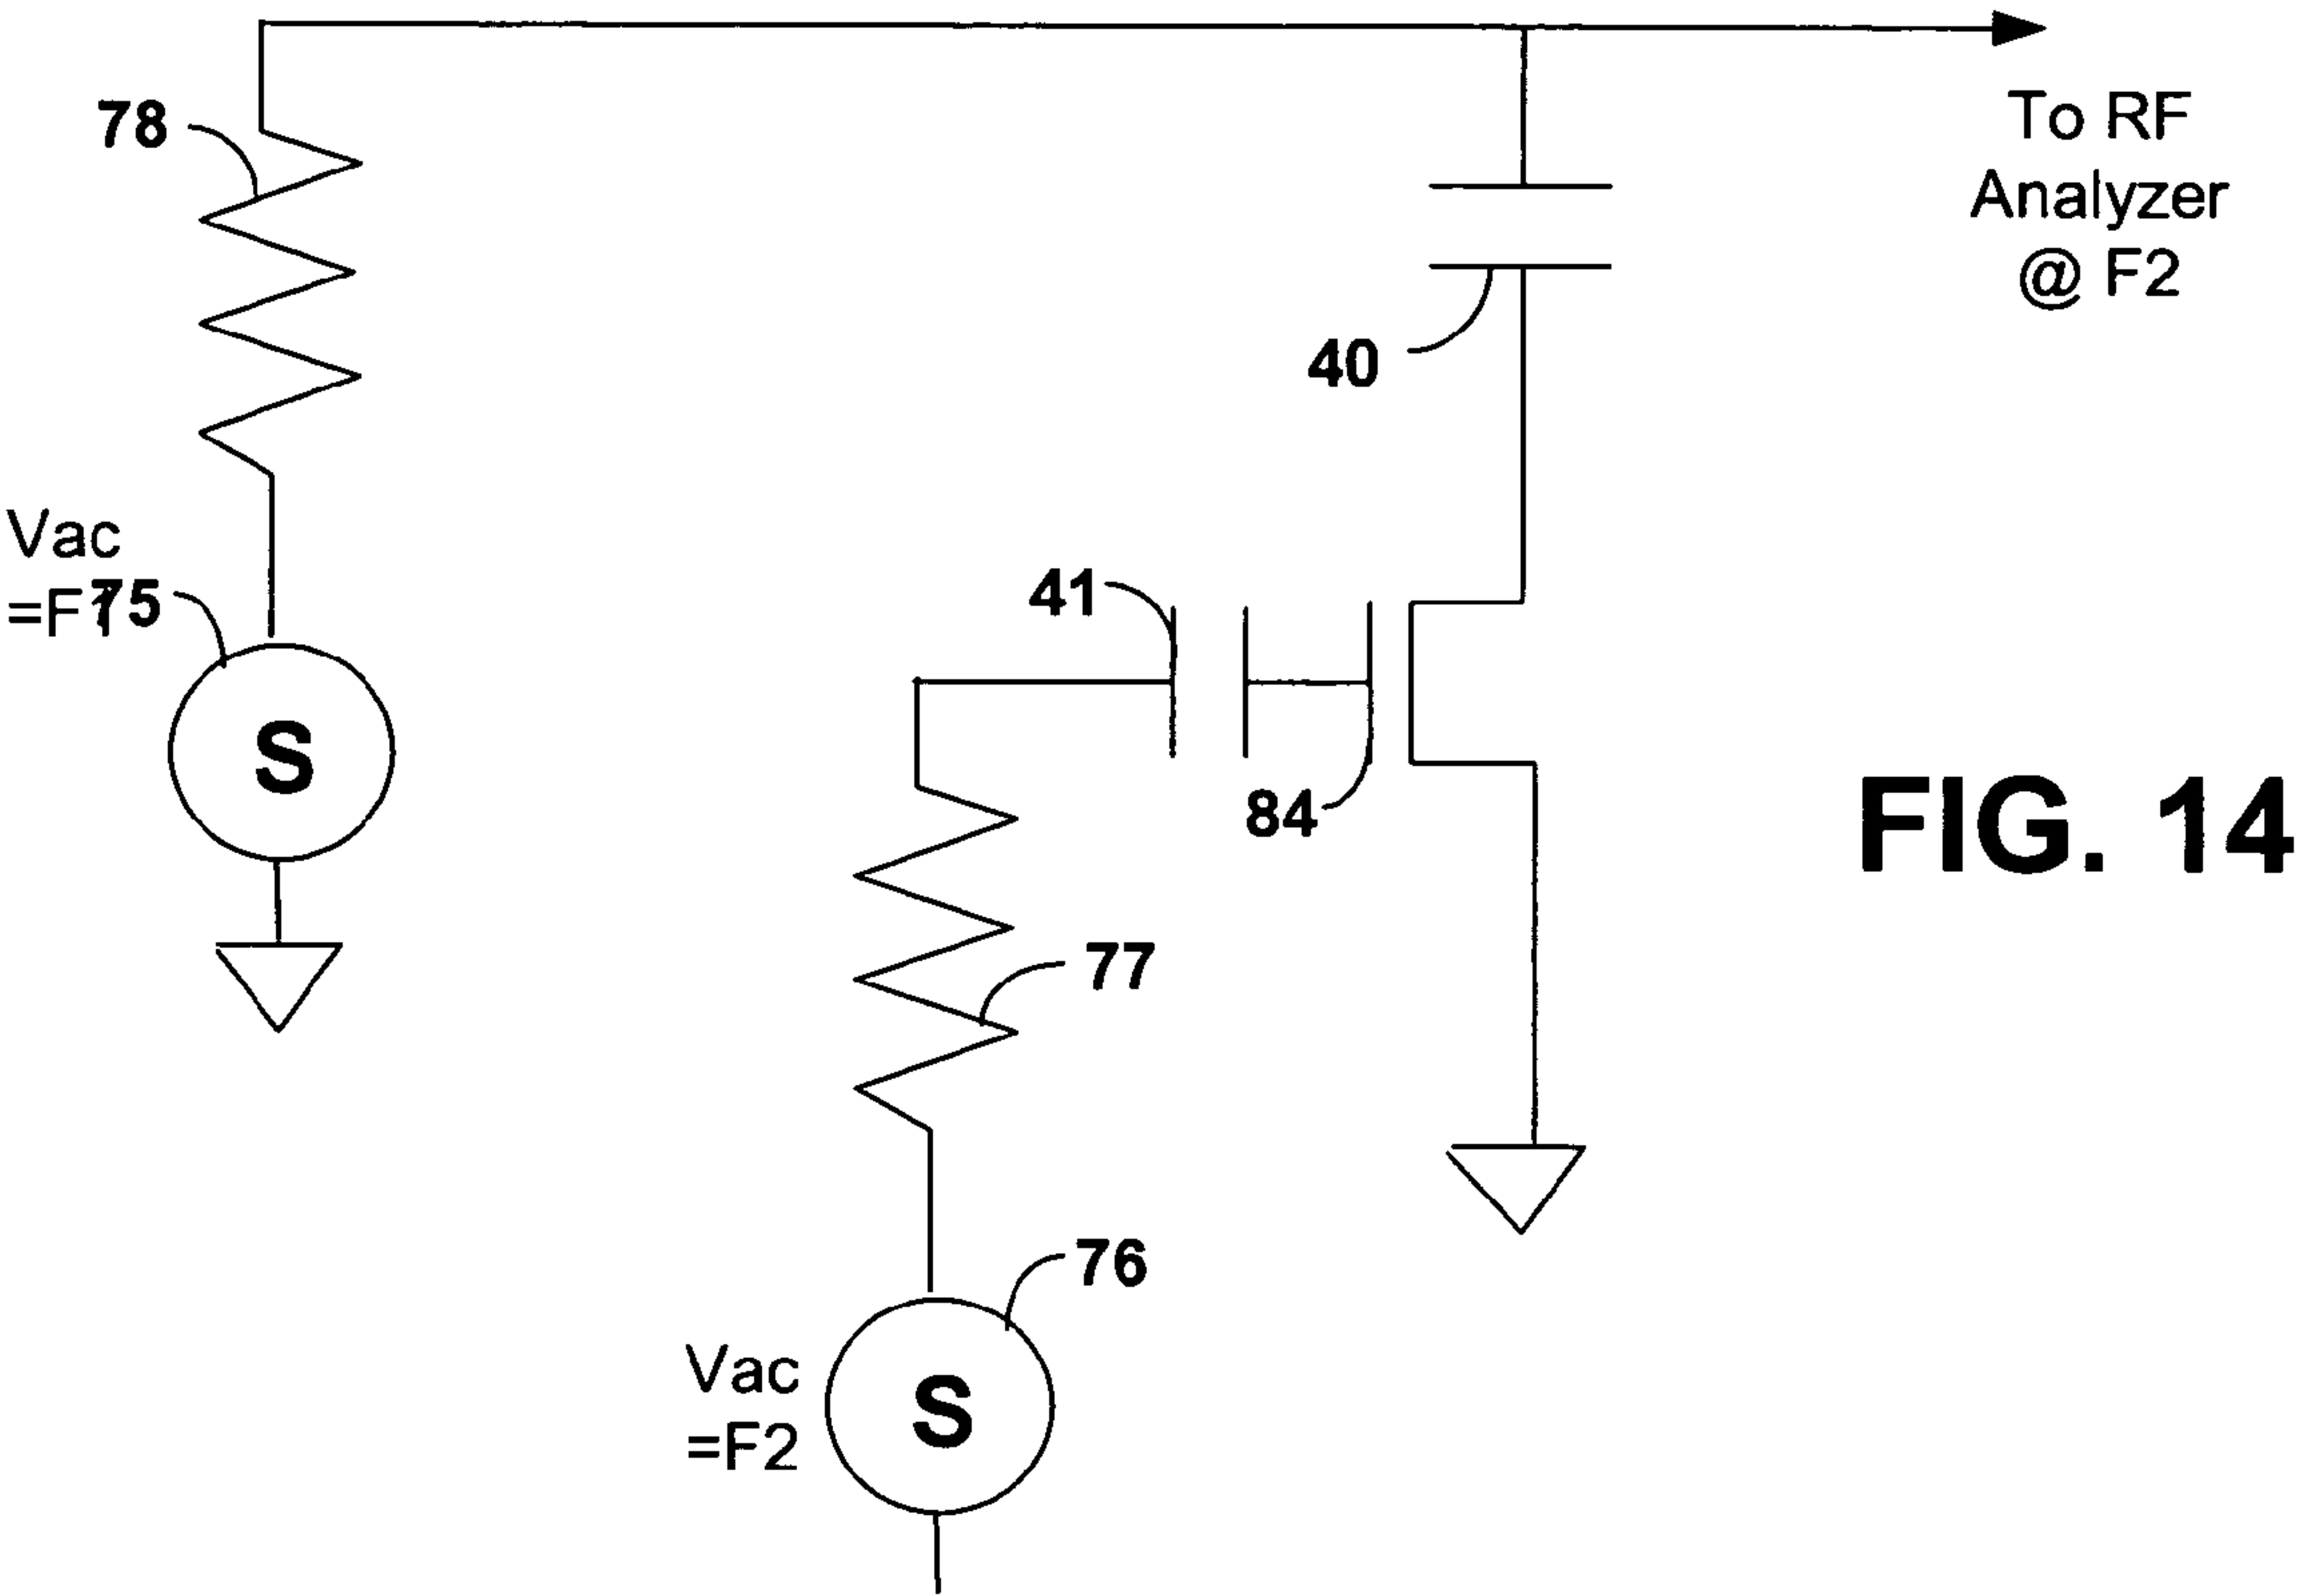 78
To RF
Analyzer
@ F2
40
Vac
=F1
75
41
S
84
FIG. 14
77
76
Vac
=F2
S